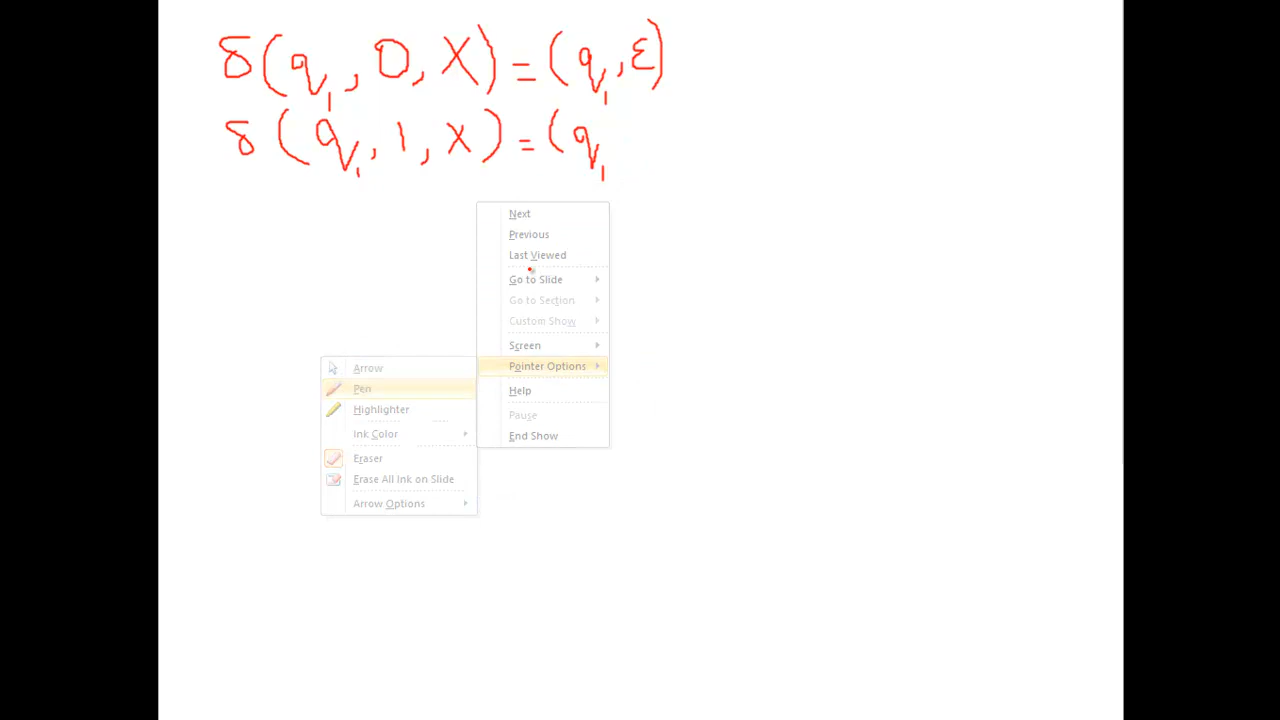 δ(q₁, 0, X) = (q₁, ε)
δ(q₁, 1, X) = (q₁
Next
Previous
Last Viewed
Go to Slide
Go to Section
Custom Show
Screen
Pointer Options
Help
Pause
End Show
Arrow
Pen
Highlighter
Ink Color
Eraser
Erase All Ink on Slide
Arrow Options